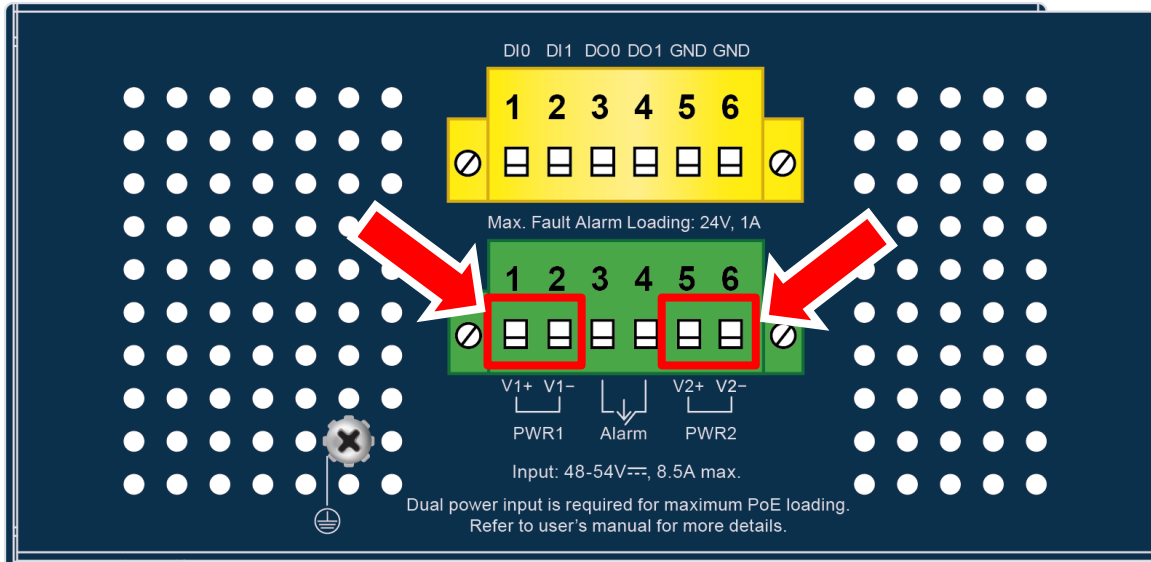 DI0 DI1 DO0 DO1 GND GND
1 2 3 4 5 6
Max. Fault Alarm Loading: 24V, 1A
1 2 3 4 5 6
V1+ V1− V2+ V2−
PWR1 Alarm PWR2
Input: 48-54V⎓, 8.5A max.
Dual power input is required for maximum PoE loading.
Refer to user's manual for more details.